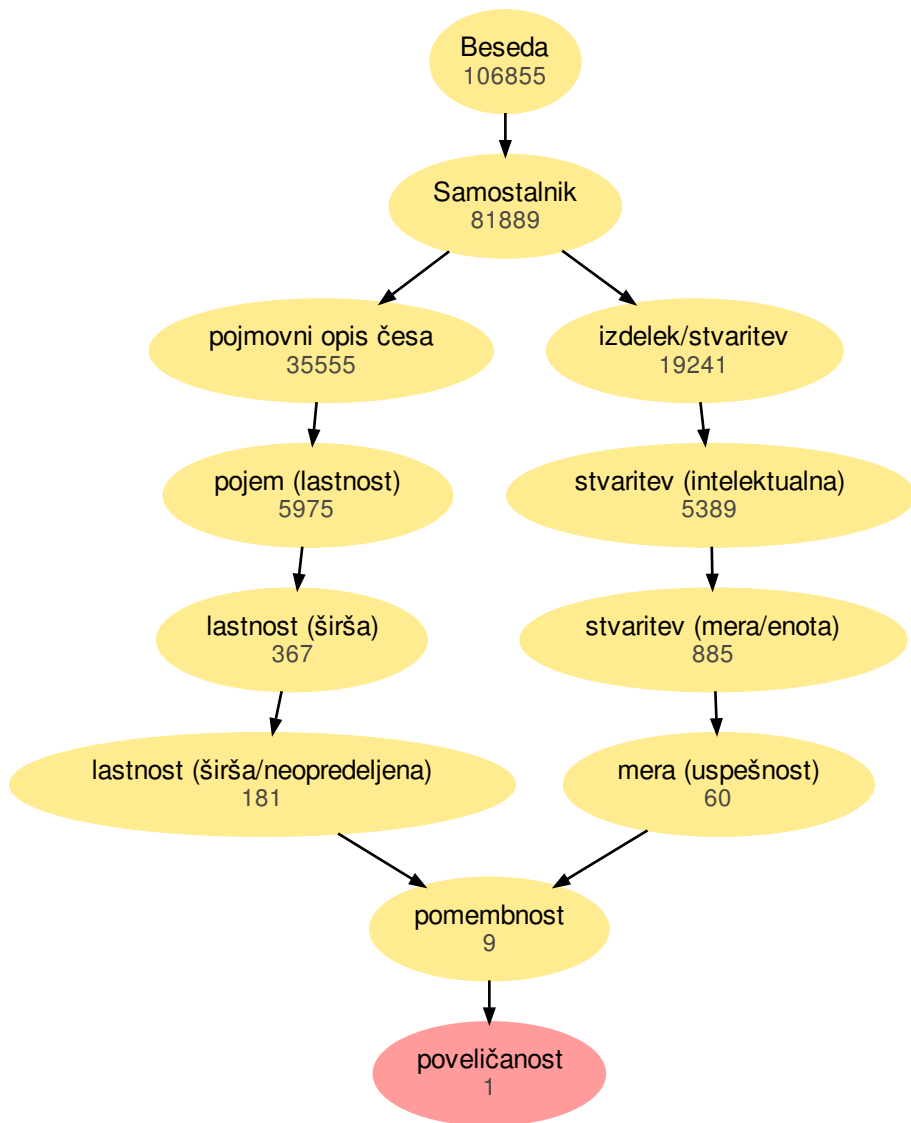 Beseda
106855
Samostalnik
81889
pojmovni opis česa
35555
izdelek/stvaritev
19241
pojem (lastnost)
5975
stvaritev (intelektualna)
5389
lastnost (širša)
367
stvaritev (mera/enota)
885
lastnost (širša/neopredeljena)
181
mera (uspešnost)
60
pomembnost
9
poveličanost
1